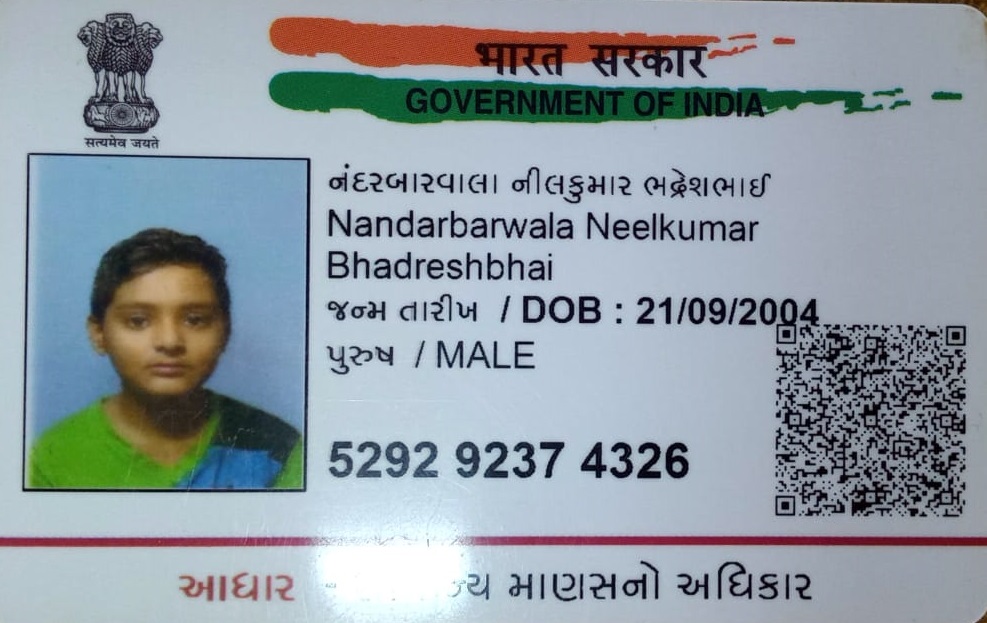 भारत सरकार
GOVERNMENT OF INDIA
सत्यमेव जयते
નંદરબારવાલા નીલકુમાર ભદ્રેશભાઈ
Nandarbarwala Neelkumar
Bhadreshbhai
જન્મ તારીખ / DOB : 21/09/2004
પુરુષ / MALE
5292 9237 4326
આધાર માણસનો અધિકાર